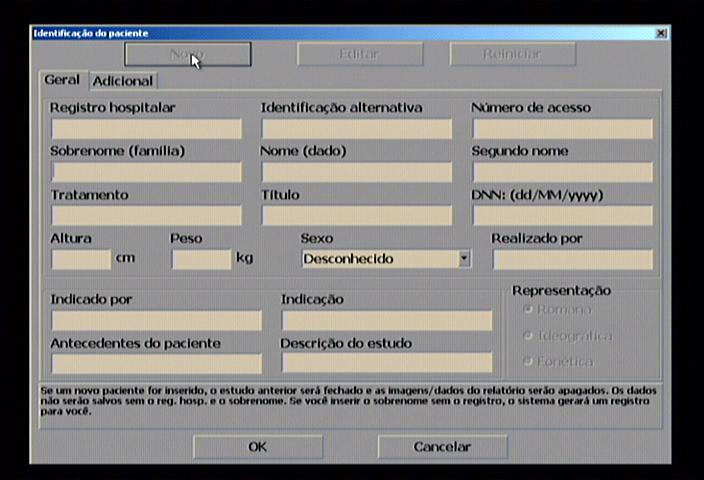 Identificação do paciente
Novo Editar Reiniciar
Geral Adicional
Registro hospitalar Identificação alternativa Número de acesso
Sobrenome (família) Nome (dado) Segundo nome
Tratamento Título DNN: (dd/MM/yyyy)
Altura Peso Sexo Realizado por
cm kg Desconhecido
Indicado por Indicação Representação
Romana
Ideográfica
Antecedentes do paciente Descrição do estudo
Fonética
Se um novo paciente for inserido, o estudo anterior será fechado e as imagens/dados do relatório serão apagados. Os dados
não serão salvos sem o reg. hosp. e o sobrenome. Se você inserir o sobrenome sem o registro, o sistema gerará um registro
para você.
OK Cancelar